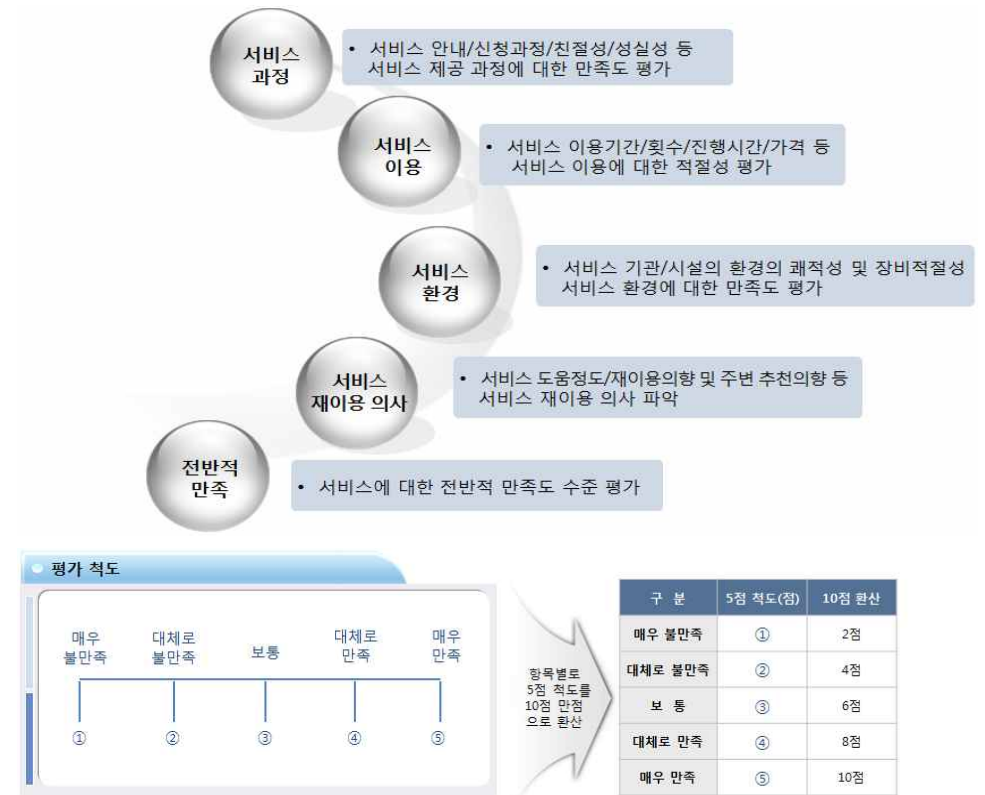 서비스
과정
• 서비스 안내/신청과정/친절성/성실성 등
서비스 제공 과정에 대한 만족도 평가
서비스
이용
• 서비스 이용기간/횟수/진행시간/가격 등
서비스 이용에 대한 적절성 평가
서비스
환경
• 서비스 기관/시설의 환경의 쾌적성 및 장비적절성
서비스 환경에 대한 만족도 평가
서비스
재이용 의사
• 서비스 도움정도/재이용의향 및 주변 추천의향 등
서비스 재이용 의사 파악
전반적
만족
• 서비스에 대한 전반적 만족도 수준 평가
평가 척도
매우
불만족
대체로
불만족
보통
대체로
만족
매우
만족
① ② ③ ④ ⑤
항목별로
5점 척도를
10점 만점
으로 환산
구 분 5점 척도(점) 10점 환산
매우 불만족 ① 2점
대체로 불만족 ② 4점
보 통 ③ 6점
대체로 만족 ④ 8점
매우 만족 ⑤ 10점